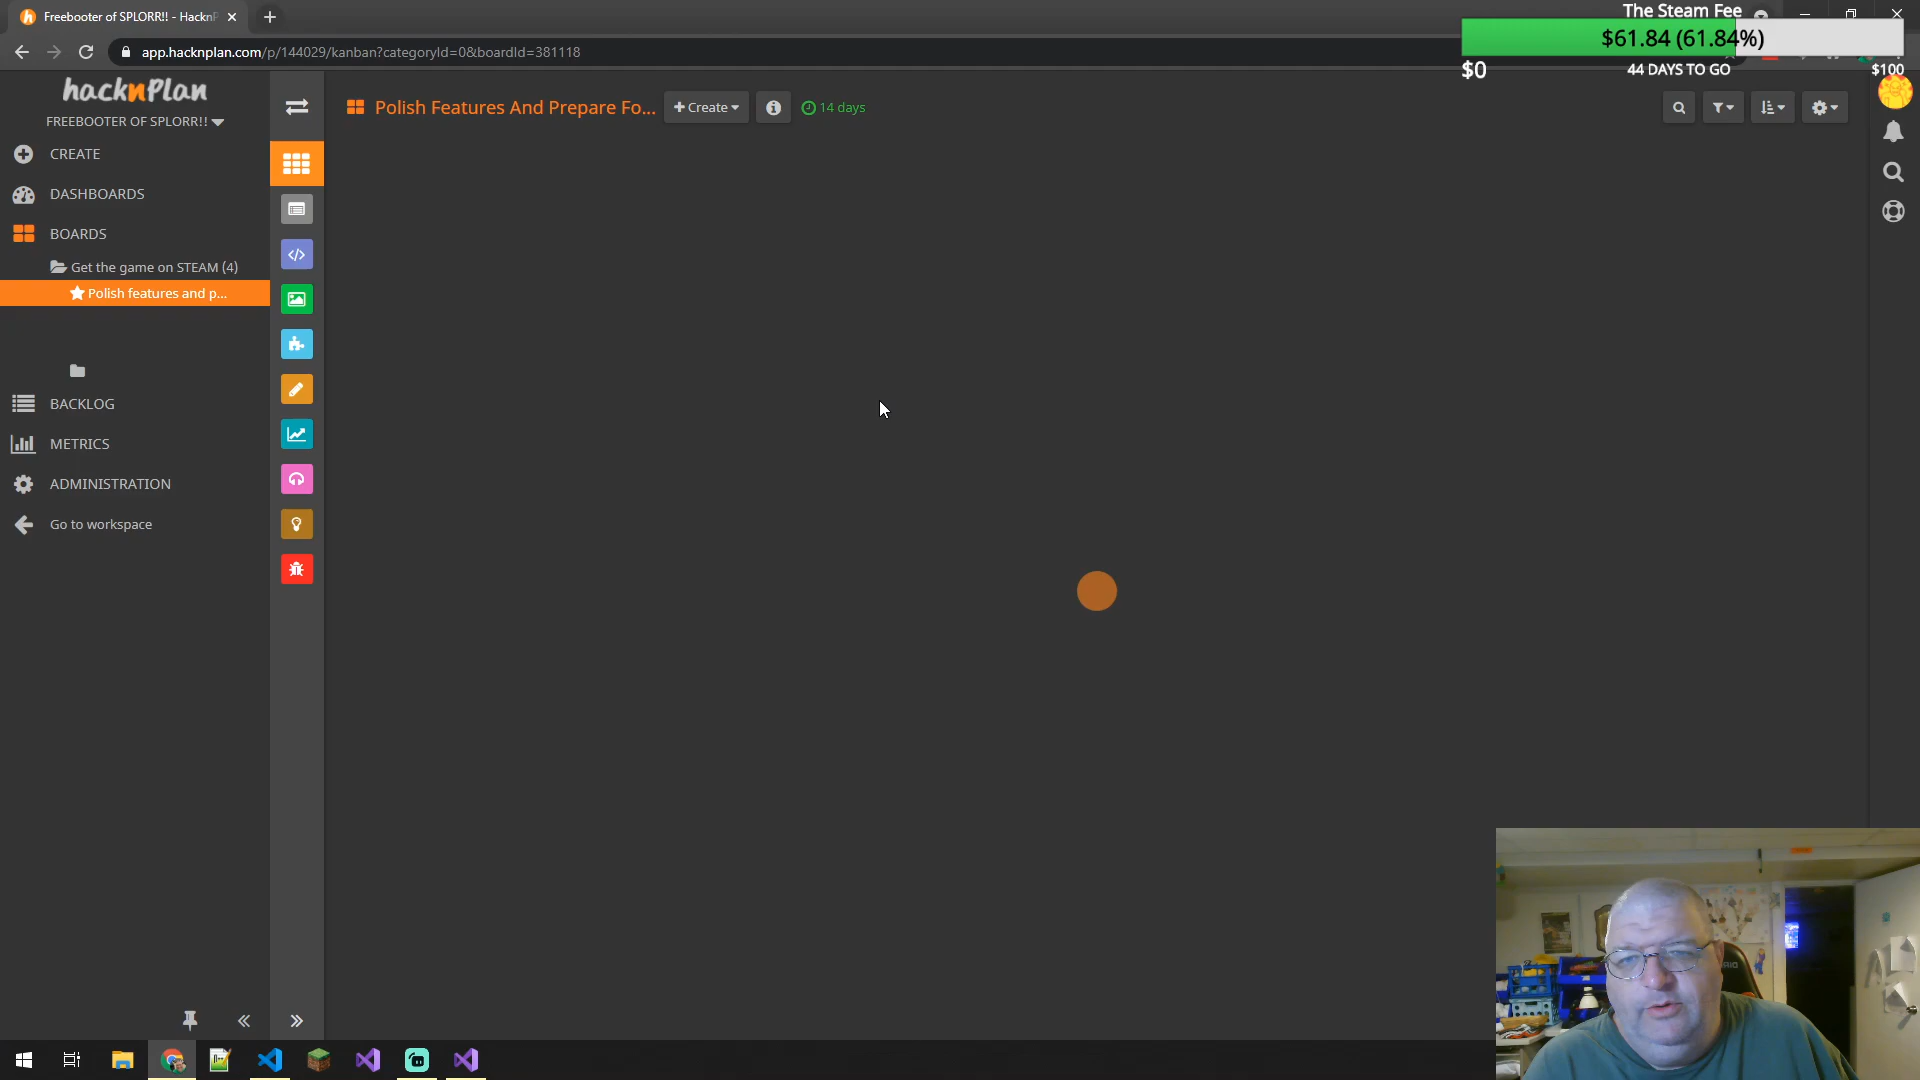 Freebooter of SPLORR!! - HacknP
app.hacknplan.com/p/144029/kanban?categoryId=0&boardId=381118
The Steam Fee
$61.84 (61.84%)
$0
44 DAYS TO GO
$100
hacknPlan
FREEBOOTER OF SPLORR!!
CREATE
DASHBOARDS
BOARDS
Get the game on STEAM (4)
Polish features and p...
BACKLOG
METRICS
ADMINISTRATION
Go to workspace
Polish Features And Prepare Fo...
+ Create
14 days